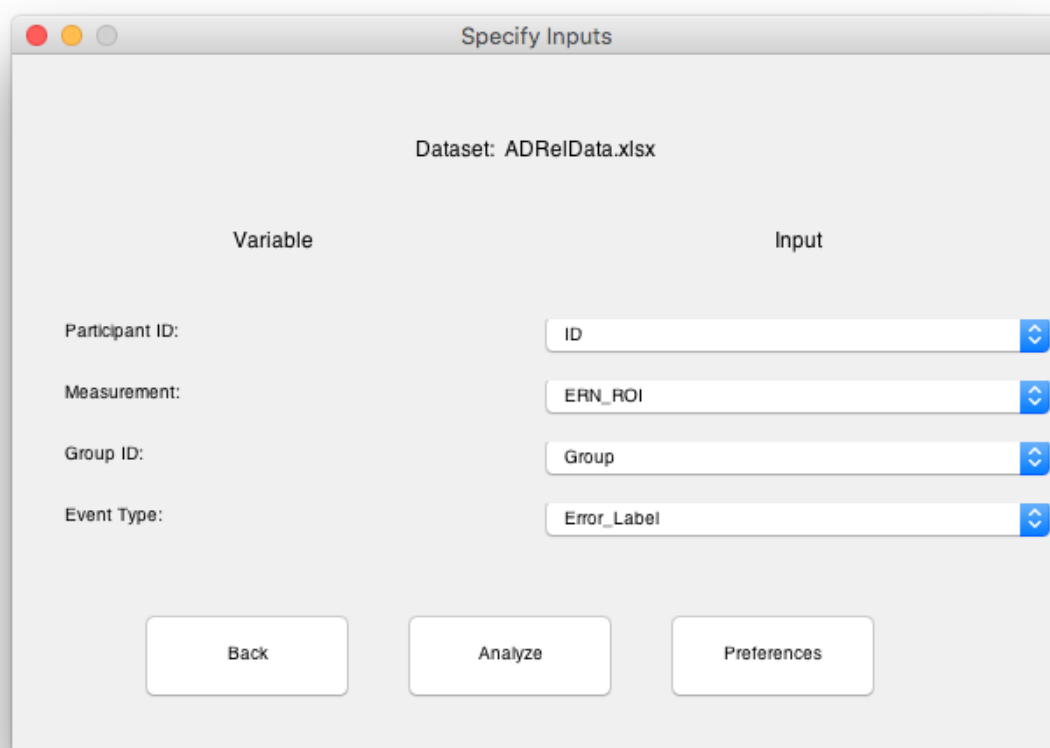 Specify Inputs
Dataset: ADRelData.xlsx
Variable Input
Participant ID: ID
Measurement: ERN_ROI
Group ID: Group
Event Type: Error_Label
Back Analyze Preferences